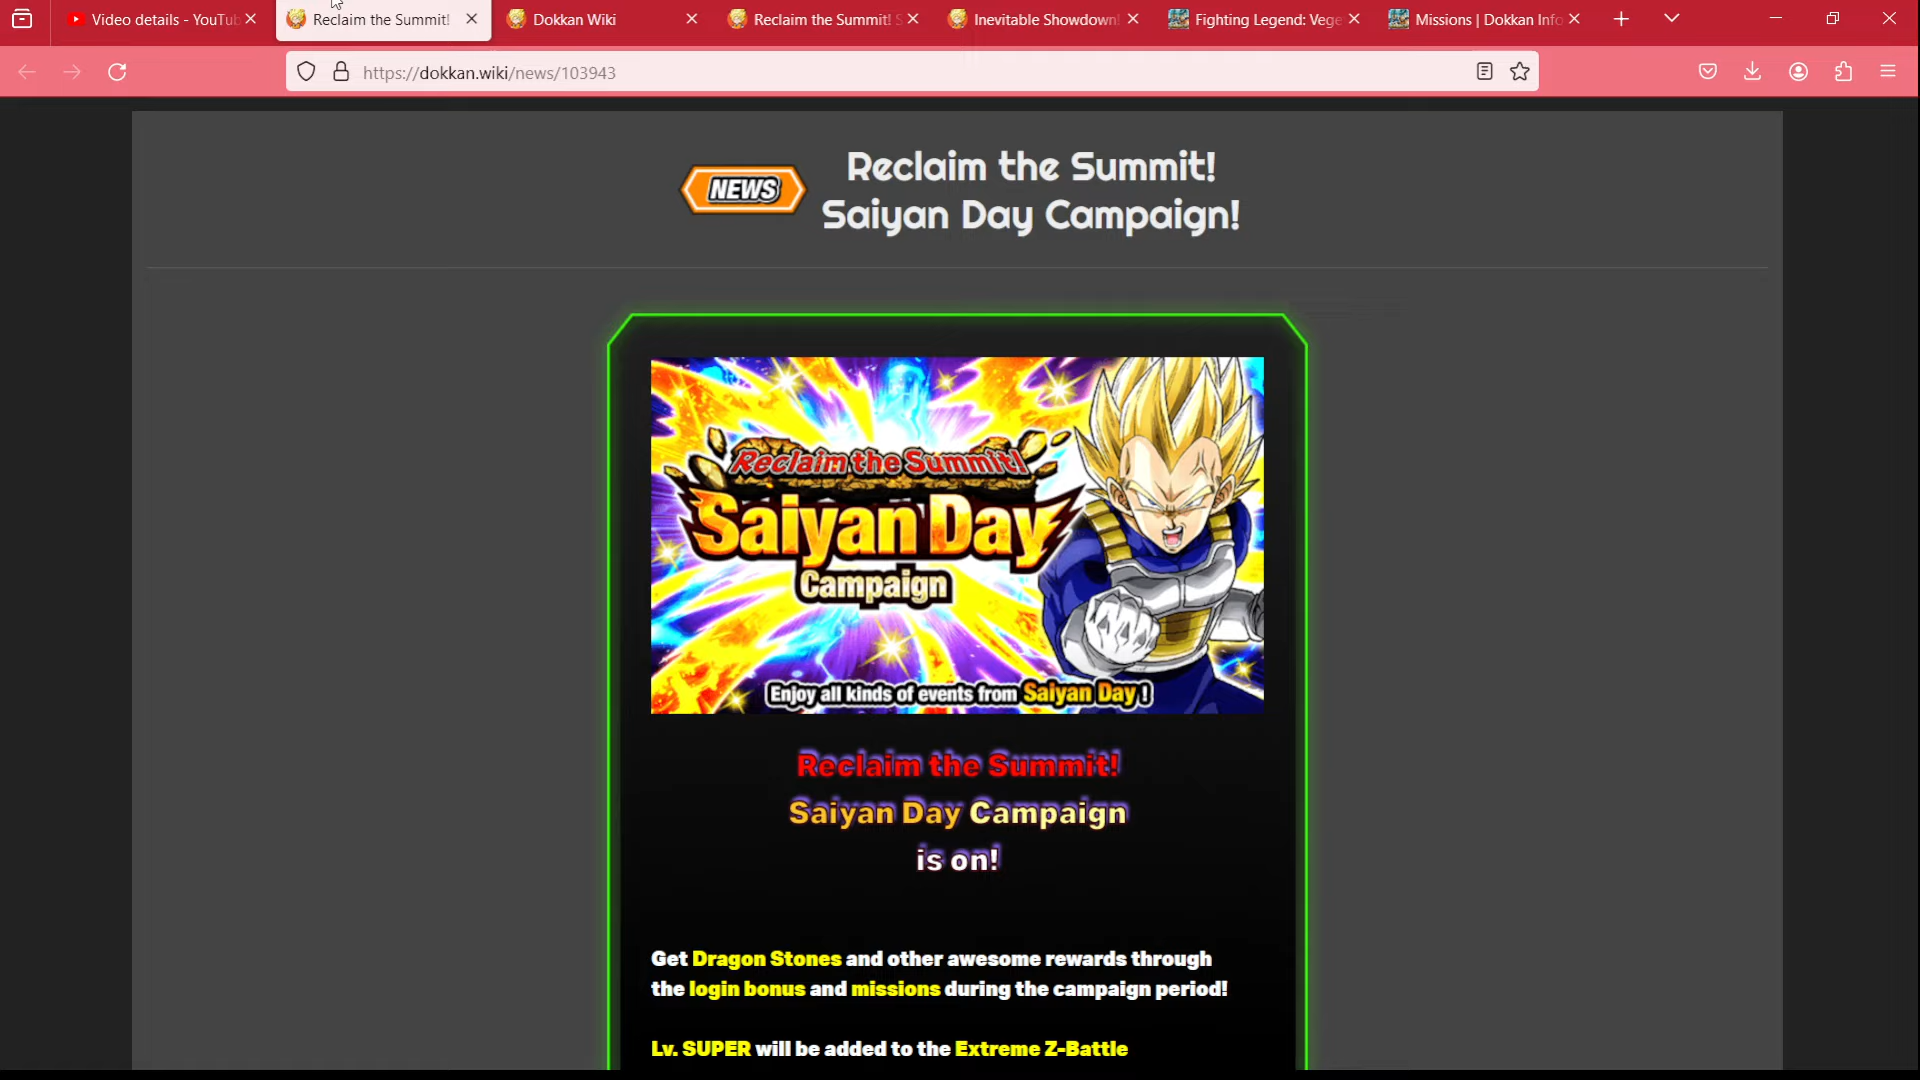 Video details - YouTub
Reclaim the Summit!
Dokkan Wiki
Reclaim the Summit! S
Inevitable Showdown!
Fighting Legend: Vege
Missions | Dokkan Info
https://dokkan.wiki/news/103943
NEWS
Reclaim the Summit!
Saiyan Day Campaign!
Reclaim the Summit!
Saiyan Day
Campaign
Enjoy all kinds of events from Saiyan Day!
Reclaim the Summit!
Saiyan Day Campaign
is on!
Get Dragon Stones and other awesome rewards through
the login bonus and missions during the campaign period!
Lv. SUPER will be added to the Extreme Z-Battle